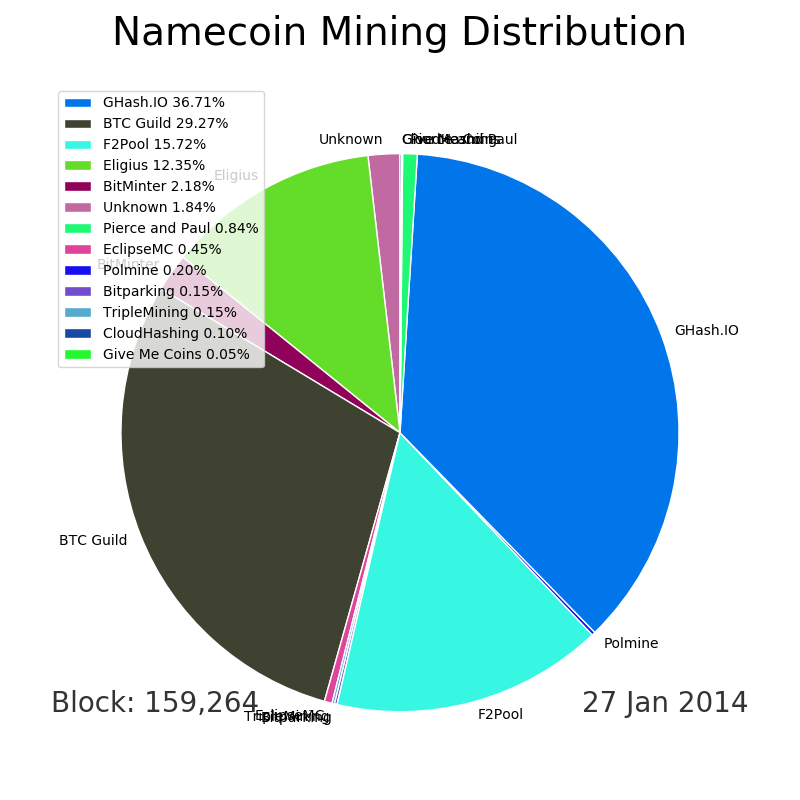 Namecoin Mining Distribution
GHash.IO 36.71%
BTC Guild 29.27%
F2Pool 15.72%
Eligius 12.35%
BitMinter 2.18%
Unknown 1.84%
Pierce and Paul 0.84%
EclipseMC 0.45%
Polmine 0.20%
Bitparking 0.15%
TripleMining 0.15%
CloudHashing 0.10%
Give Me Coins 0.05%
Unknown
Eligius
BitMinter
GHash.IO
BTC Guild
Polmine
F2Pool
Block: 159,264
27 Jan 2014